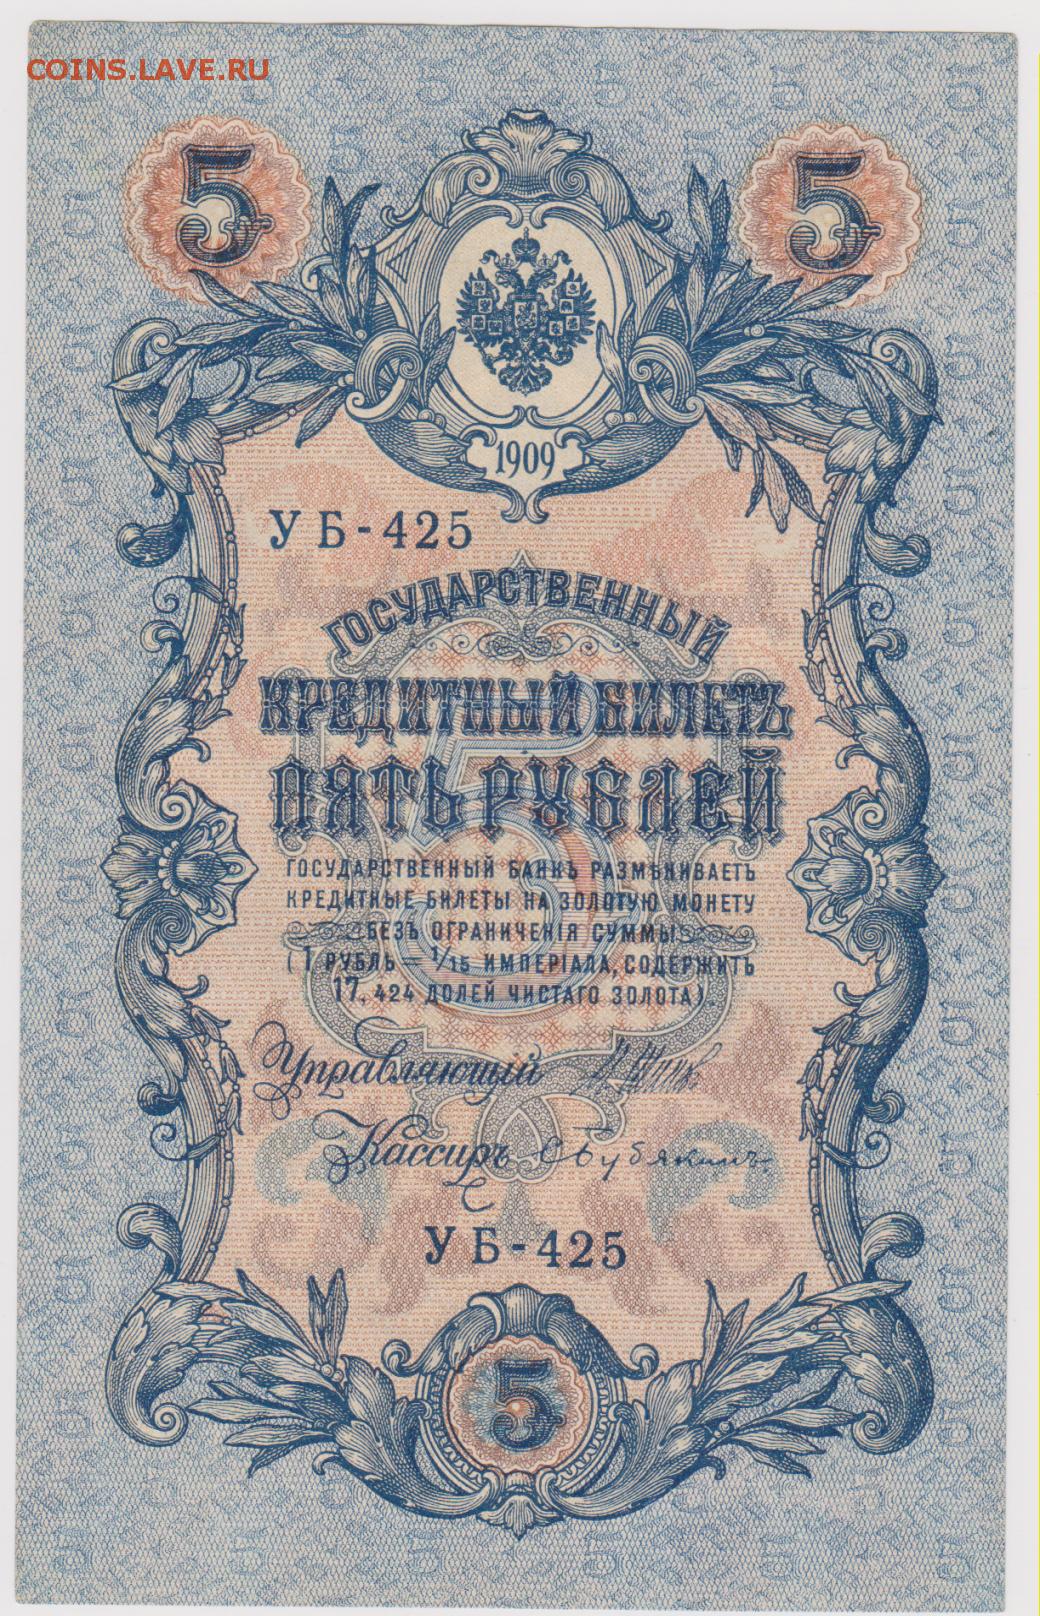 COINS.LAVE.RU
5 5
1909
УБ-425
ГОСУДАРСТВЕННЫЙ
КРЕДИТНЫЙ БИЛЕТЪ
ПЯТЬ РУБЛЕЙ
ГОСУДАРСТВЕННЫЙ БАНКЪ РАЗМѢНИВАЕТЪ
КРЕДИТНЫЕ БИЛЕТЫ НА ЗОЛОТУЮ МОНЕТУ
БЕЗЪ ОГРАНИЧЕНІЯ СУММЫ
(1 РУБЛЬ = 1/15 ИМПЕРІАЛА, СОДЕРЖИТЪ
17,424 ДОЛЕЙ ЧИСТАГО ЗОЛОТА)
Управляющій
Кассиръ СБубякинъ
УБ-425
5